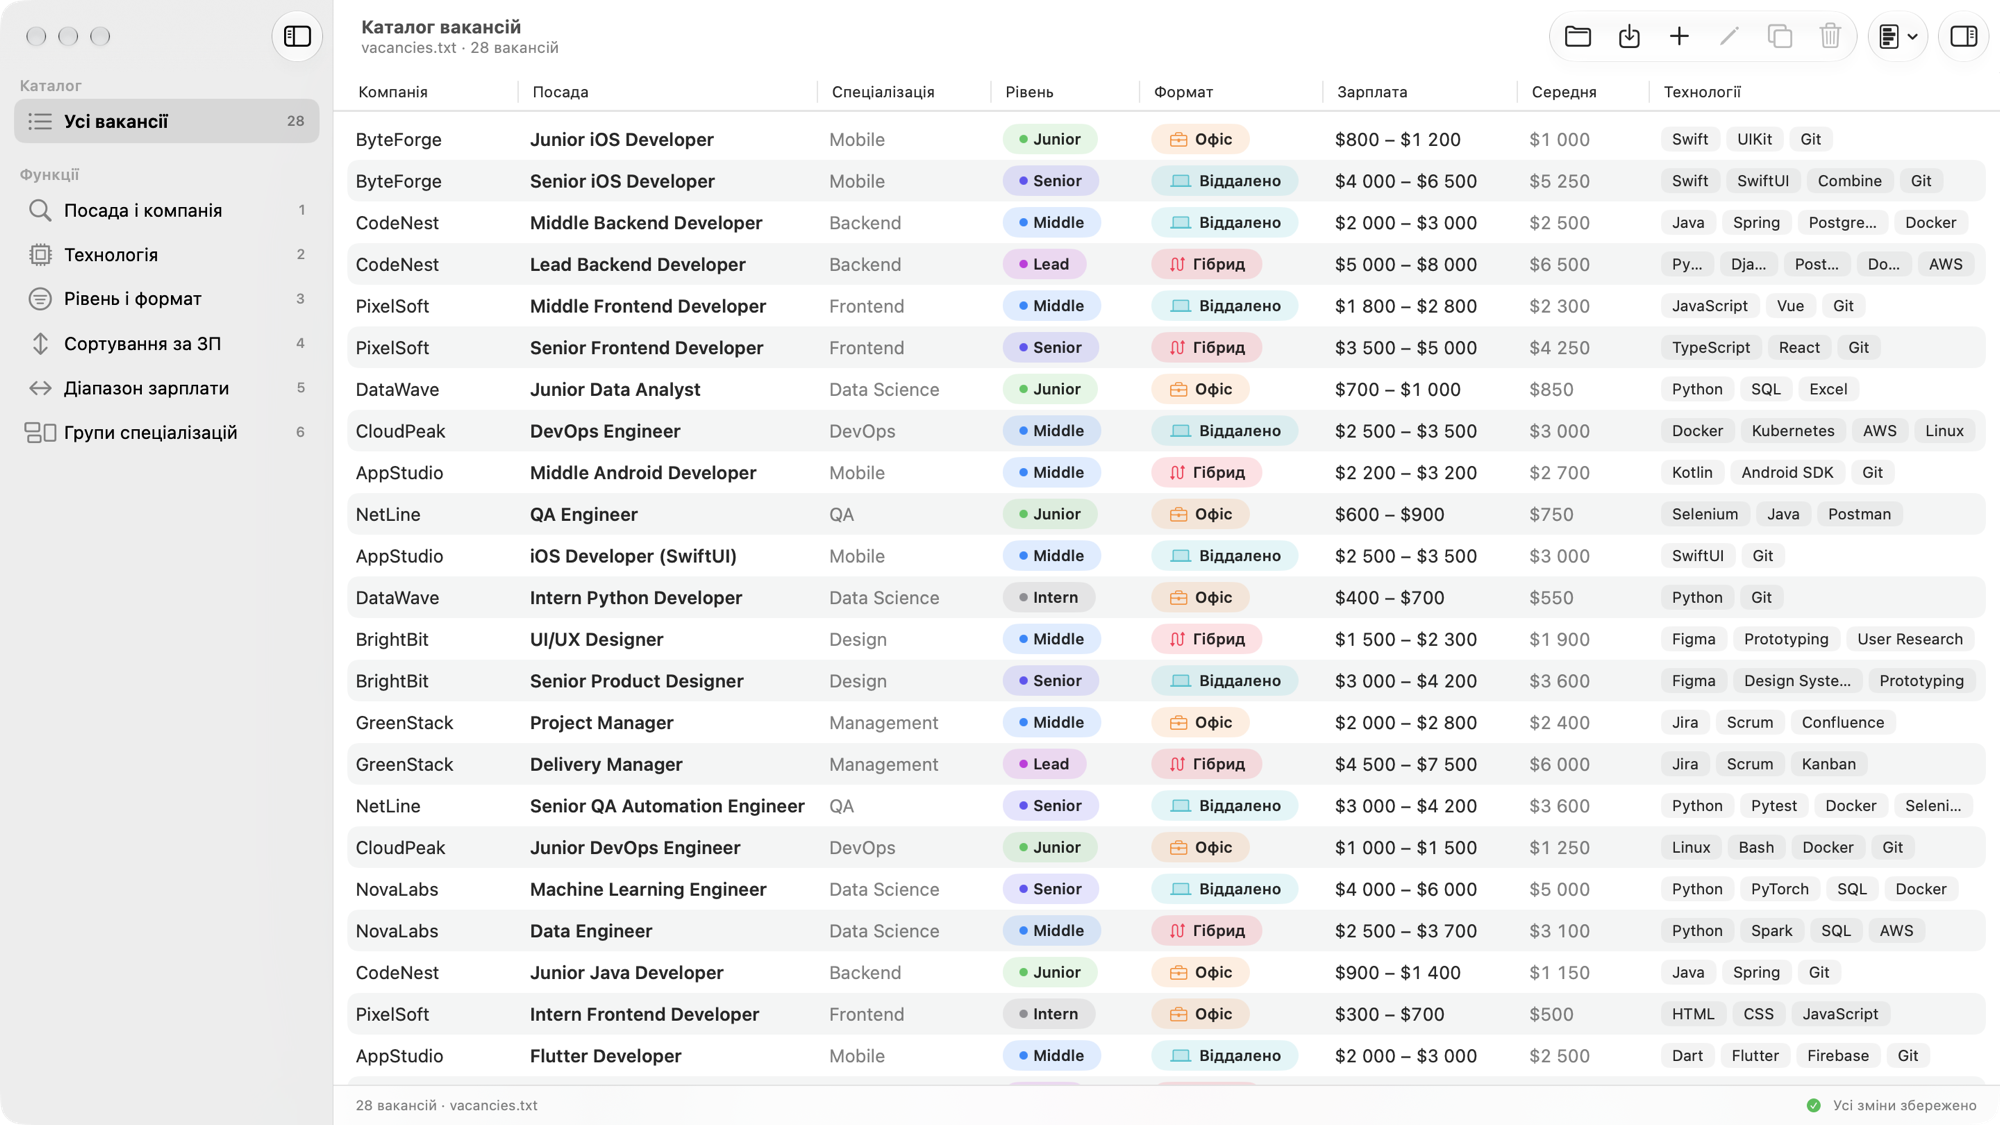 Каталог вакансій
vacancies.txt · 28 вакансій
Каталог
Усі вакансії 28
Функції
Посада і компанія 1
Технологія 2
Рівень і формат 3
Сортування за ЗП 4
Діапазон зарплати 5
Групи спеціалізацій 6
Компанія Посада Спеціалізація Рівень Формат Зарплата Середня Технології
ByteForge Junior iOS Developer Mobile Junior Офіс $800 – $1 200 $1 000 Swift UIKit Git
ByteForge Senior iOS Developer Mobile Senior Віддалено $4 000 – $6 500 $5 250 Swift SwiftUI Combine Git
CodeNest Middle Backend Developer Backend Middle Віддалено $2 000 – $3 000 $2 500 Java Spring Postgre... Docker
CodeNest Lead Backend Developer Backend Lead Гібрид $5 000 – $8 000 $6 500 Py... Dja... Post... Do... AWS
PixelSoft Middle Frontend Developer Frontend Middle Віддалено $1 800 – $2 800 $2 300 JavaScript Vue Git
PixelSoft Senior Frontend Developer Frontend Senior Гібрид $3 500 – $5 000 $4 250 TypeScript React Git
DataWave Junior Data Analyst Data Science Junior Офіс $700 – $1 000 $850 Python SQL Excel
CloudPeak DevOps Engineer DevOps Middle Віддалено $2 500 – $3 500 $3 000 Docker Kubernetes AWS Linux
AppStudio Middle Android Developer Mobile Middle Гібрид $2 200 – $3 200 $2 700 Kotlin Android SDK Git
NetLine QA Engineer QA Junior Офіс $600 – $900 $750 Selenium Java Postman
AppStudio iOS Developer (SwiftUI) Mobile Middle Віддалено $2 500 – $3 500 $3 000 SwiftUI Git
DataWave Intern Python Developer Data Science Intern Офіс $400 – $700 $550 Python Git
BrightBit UI/UX Designer Design Middle Гібрид $1 500 – $2 300 $1 900 Figma Prototyping User Research
BrightBit Senior Product Designer Design Senior Віддалено $3 000 – $4 200 $3 600 Figma Design Syste... Prototyping
GreenStack Project Manager Management Middle Офіс $2 000 – $2 800 $2 400 Jira Scrum Confluence
GreenStack Delivery Manager Management Lead Гібрид $4 500 – $7 500 $6 000 Jira Scrum Kanban
NetLine Senior QA Automation Engineer QA Senior Віддалено $3 000 – $4 200 $3 600 Python Pytest Docker Seleni...
CloudPeak Junior DevOps Engineer DevOps Junior Офіс $1 000 – $1 500 $1 250 Linux Bash Docker Git
NovaLabs Machine Learning Engineer Data Science Senior Віддалено $4 000 – $6 000 $5 000 Python PyTorch SQL Docker
NovaLabs Data Engineer Data Science Middle Гібрид $2 500 – $3 700 $3 100 Python Spark SQL AWS
CodeNest Junior Java Developer Backend Junior Офіс $900 – $1 400 $1 150 Java Spring Git
PixelSoft Intern Frontend Developer Frontend Intern Офіс $300 – $700 $500 HTML CSS JavaScript
AppStudio Flutter Developer Mobile Middle Віддалено $2 000 – $3 000 $2 500 Dart Flutter Firebase Git
28 вакансій · vacancies.txt Усі зміни збережено